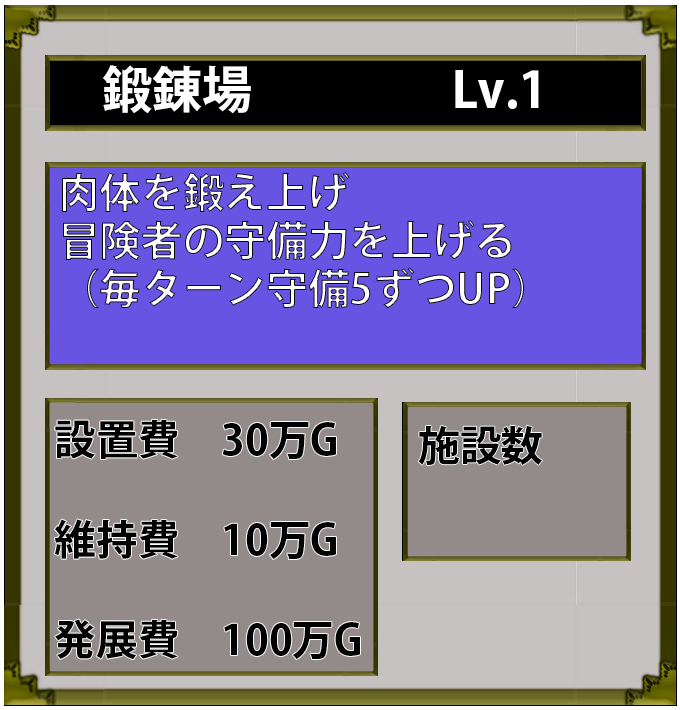 鍛錬場 Lv.1
肉体を鍛え上げ
冒険者の守備力を上げる
（毎ターン守備5ずつUP）
設置費 30万G
施設数
維持費 10万G
発展費 100万G